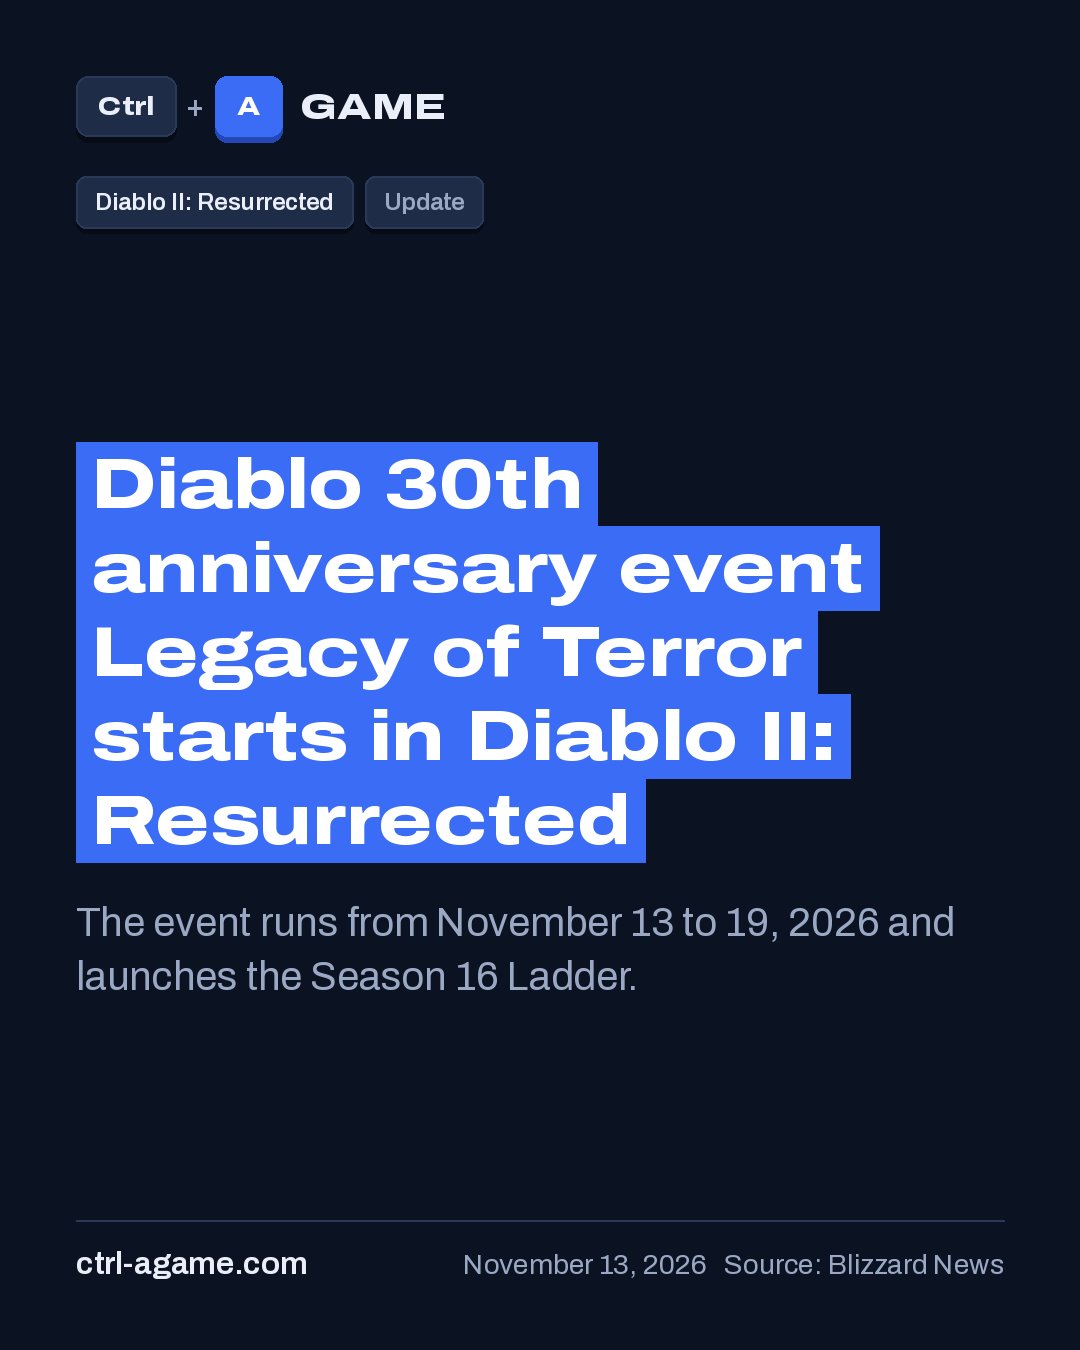 Ctrl + A GAME
Diablo II: Resurrected Update
Diablo 30th
anniversary event
Legacy of Terror
starts in Diablo II:
Resurrected
The event runs from November 13 to 19, 2026 and
launches the Season 16 Ladder.
ctrl-agame.com November 13, 2026 Source: Blizzard News